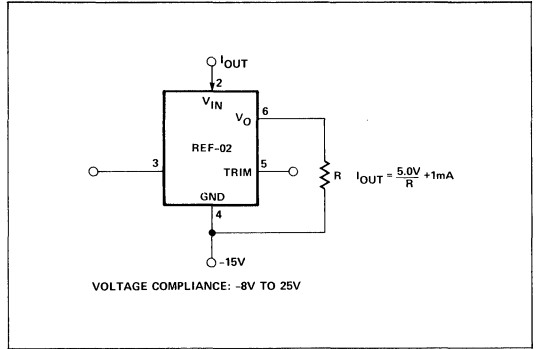 I_OUT
2
V_IN
V_O
6
REF-02
3
TRIM
5
R
I_OUT = 5.0V/R + 1mA
GND
4
-15V
VOLTAGE COMPLIANCE: -8V TO 25V